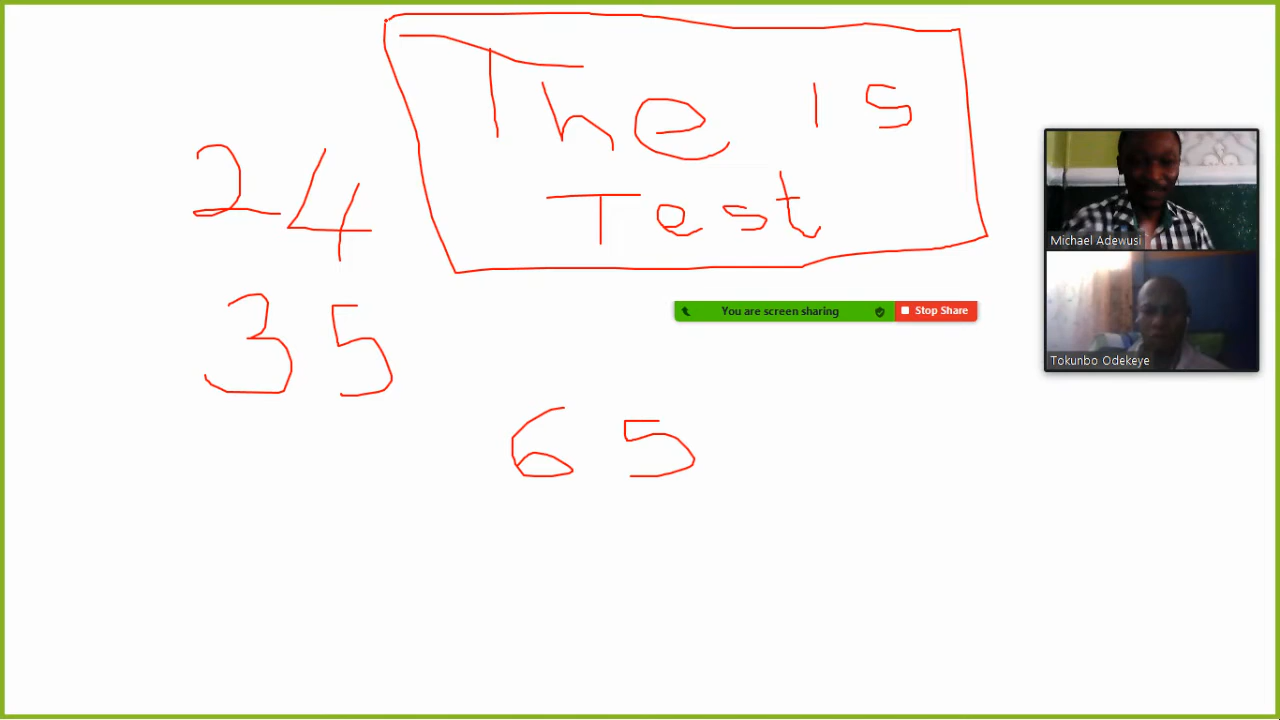 The is
Test
24
35
65
You are screen sharing
Stop Share
Michael Adewusi
Tokunbo Odekeye